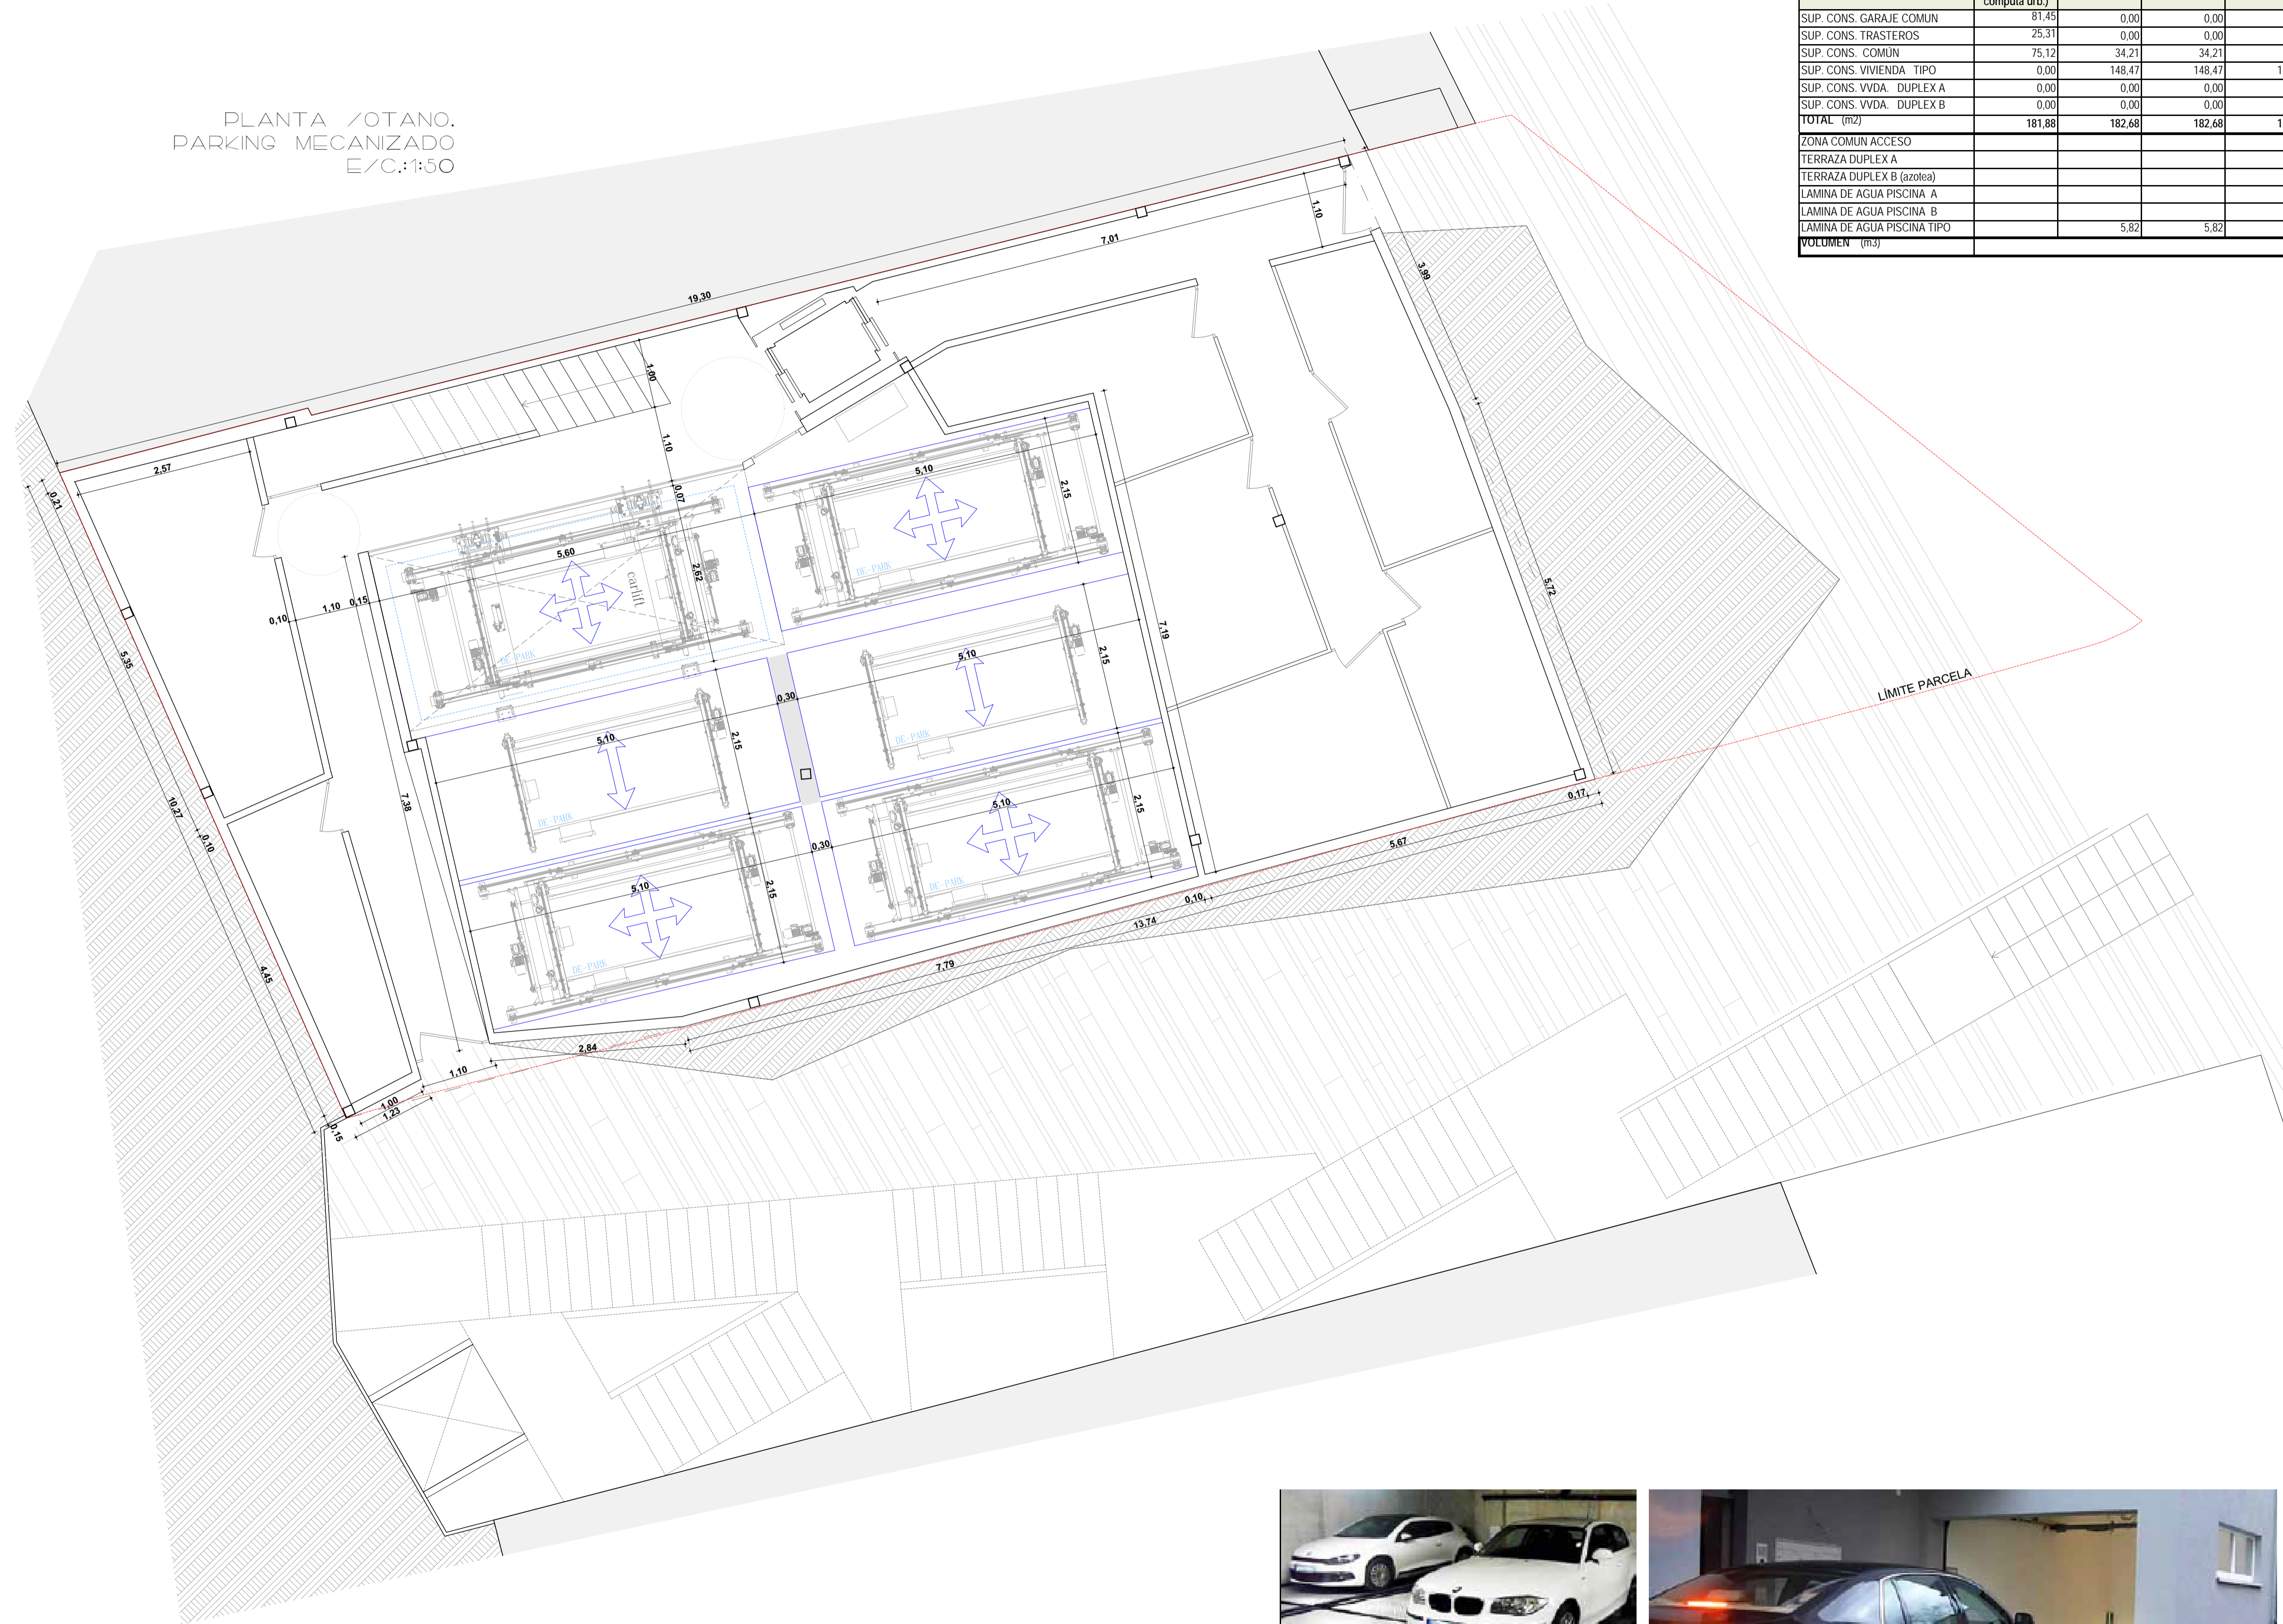 PLANTA SOTANO.
PARKING MECANIZADO
ESC.:1:50
computa urb.)
SUP. CONS. GARAJE COMUN 81,45 0,00 0,00
SUP. CONS. TRASTEROS 25,31 0,00 0,00
SUP. CONS. COMÚN 75,12 34,21 34,21
SUP. CONS. VIVIENDA TIPO 0,00 148,47 148,47 1
SUP. CONS. VVDA. DUPLEX A 0,00 0,00 0,00
SUP. CONS. VVDA. DUPLEX B 0,00 0,00 0,00
TOTAL (m2) 181,88 182,68 182,68 1
ZONA COMUN ACCESO
TERRAZA DUPLEX A
TERRAZA DUPLEX B (azotea)
LAMINA DE AGUA PISCINA A
LAMINA DE AGUA PISCINA B
LAMINA DE AGUA PISCINA TIPO 5,82 5,82
VOLUMEN (m3)
1,10
7,01
3,99
19,30
1,00
1,10
2,57
0,21
0,07
5,10
2,15
5,60
2,62
carlift
DE-PARK
DE-PARK
0,10
1,10
0,15
5,35
7,19
5,72
5,10
2,15
0,30
DE-PARK
5,10
2,15
DE-PARK
LÍMITE PARCELA
10,27
0,10
7,38
5,10
2,15
0,30
DE-PARK
5,10
2,15
DE-PARK
0,17
5,67
0,10
13,74
7,79
4,45
2,84
1,10
1,00
1,23
0,15